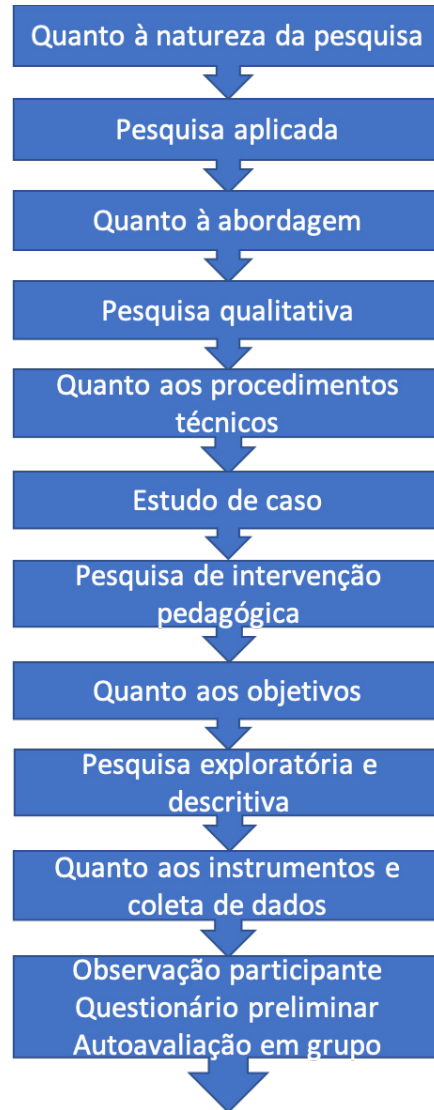 Quanto à natureza da pesquisa
Pesquisa aplicada
Quanto à abordagem
Pesquisa qualitativa
Quanto aos procedimentos
técnicos
Estudo de caso
Pesquisa de intervenção
pedagógica
Quanto aos objetivos
Pesquisa exploratória e
descritiva
Quanto aos instrumentos e
coleta de dados
Observação participante
Questionário preliminar
Autoavaliação em grupo